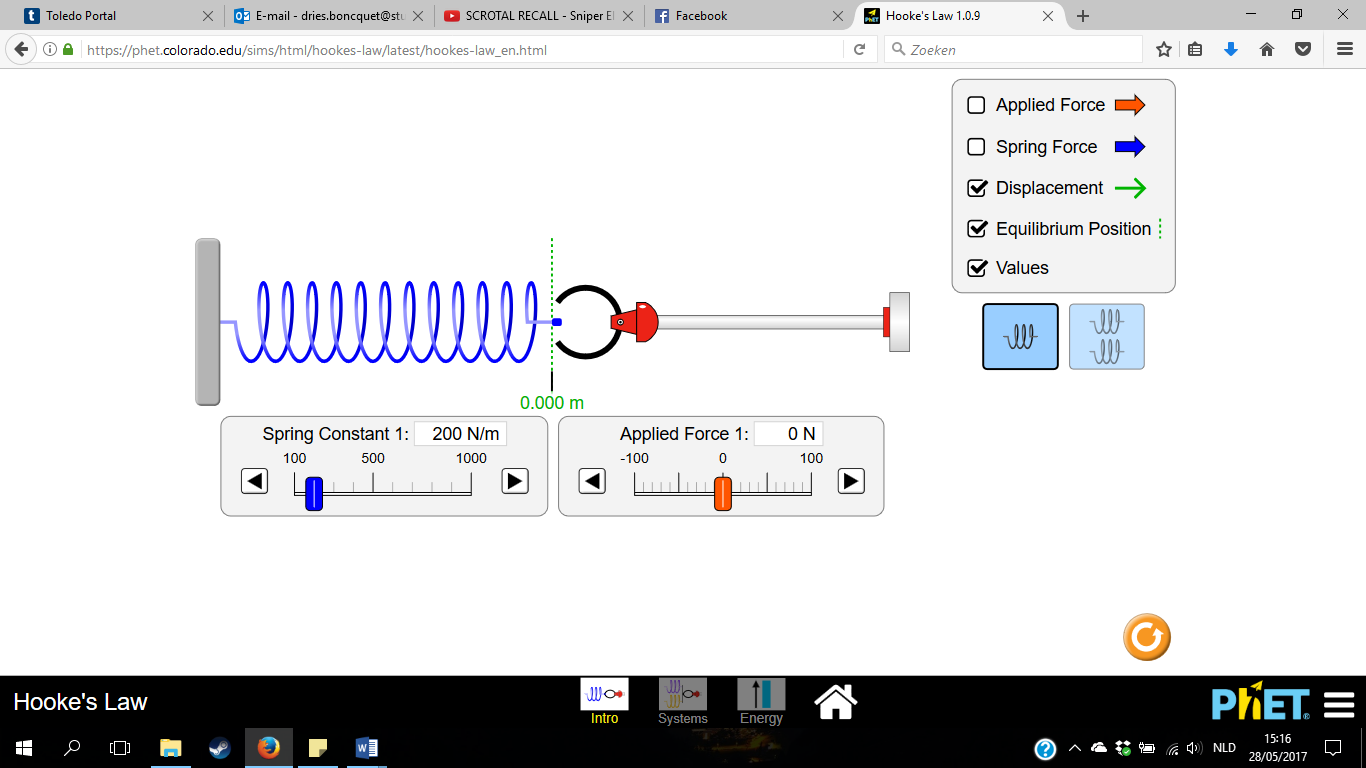 Toledo Portal
E-mail - dries.boncquet@stu
SCROTAL RECALL - Sniper El
Facebook
Hooke's Law 1.0.9
https://phet.colorado.edu/sims/html/hookes-law/latest/hookes-law_en.html
Zoeken
Applied Force
Spring Force
Displacement
Equilibrium Position
Values
0.000 m
Spring Constant 1: 200 N/m
100 500 1000
Applied Force 1: 0 N
-100 0 100
Hooke's Law
Intro
Systems
Energy
PhET
NLD
15:16
28/05/2017